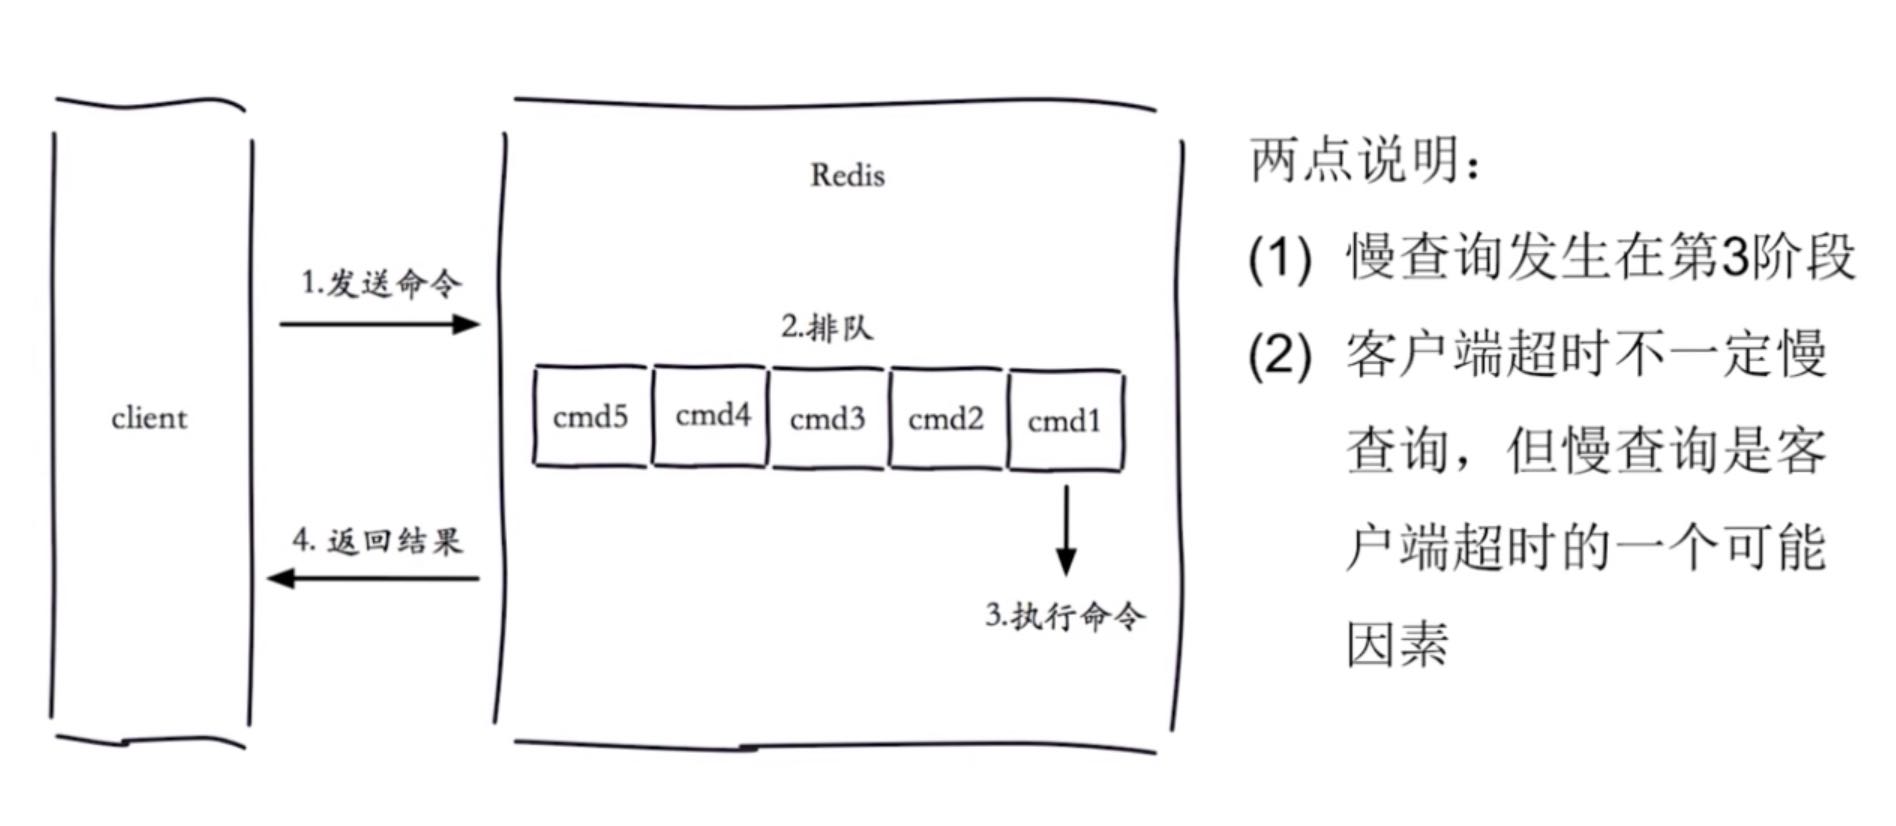 client
1.发送命令
4. 返回结果
Redis
2.排队
cmd5 cmd4 cmd3 cmd2 cmd1
3.执行命令
两点说明：
(1) 慢查询发生在第3阶段
(2) 客户端超时不一定慢
查询，但慢查询是客
户端超时的一个可能
因素